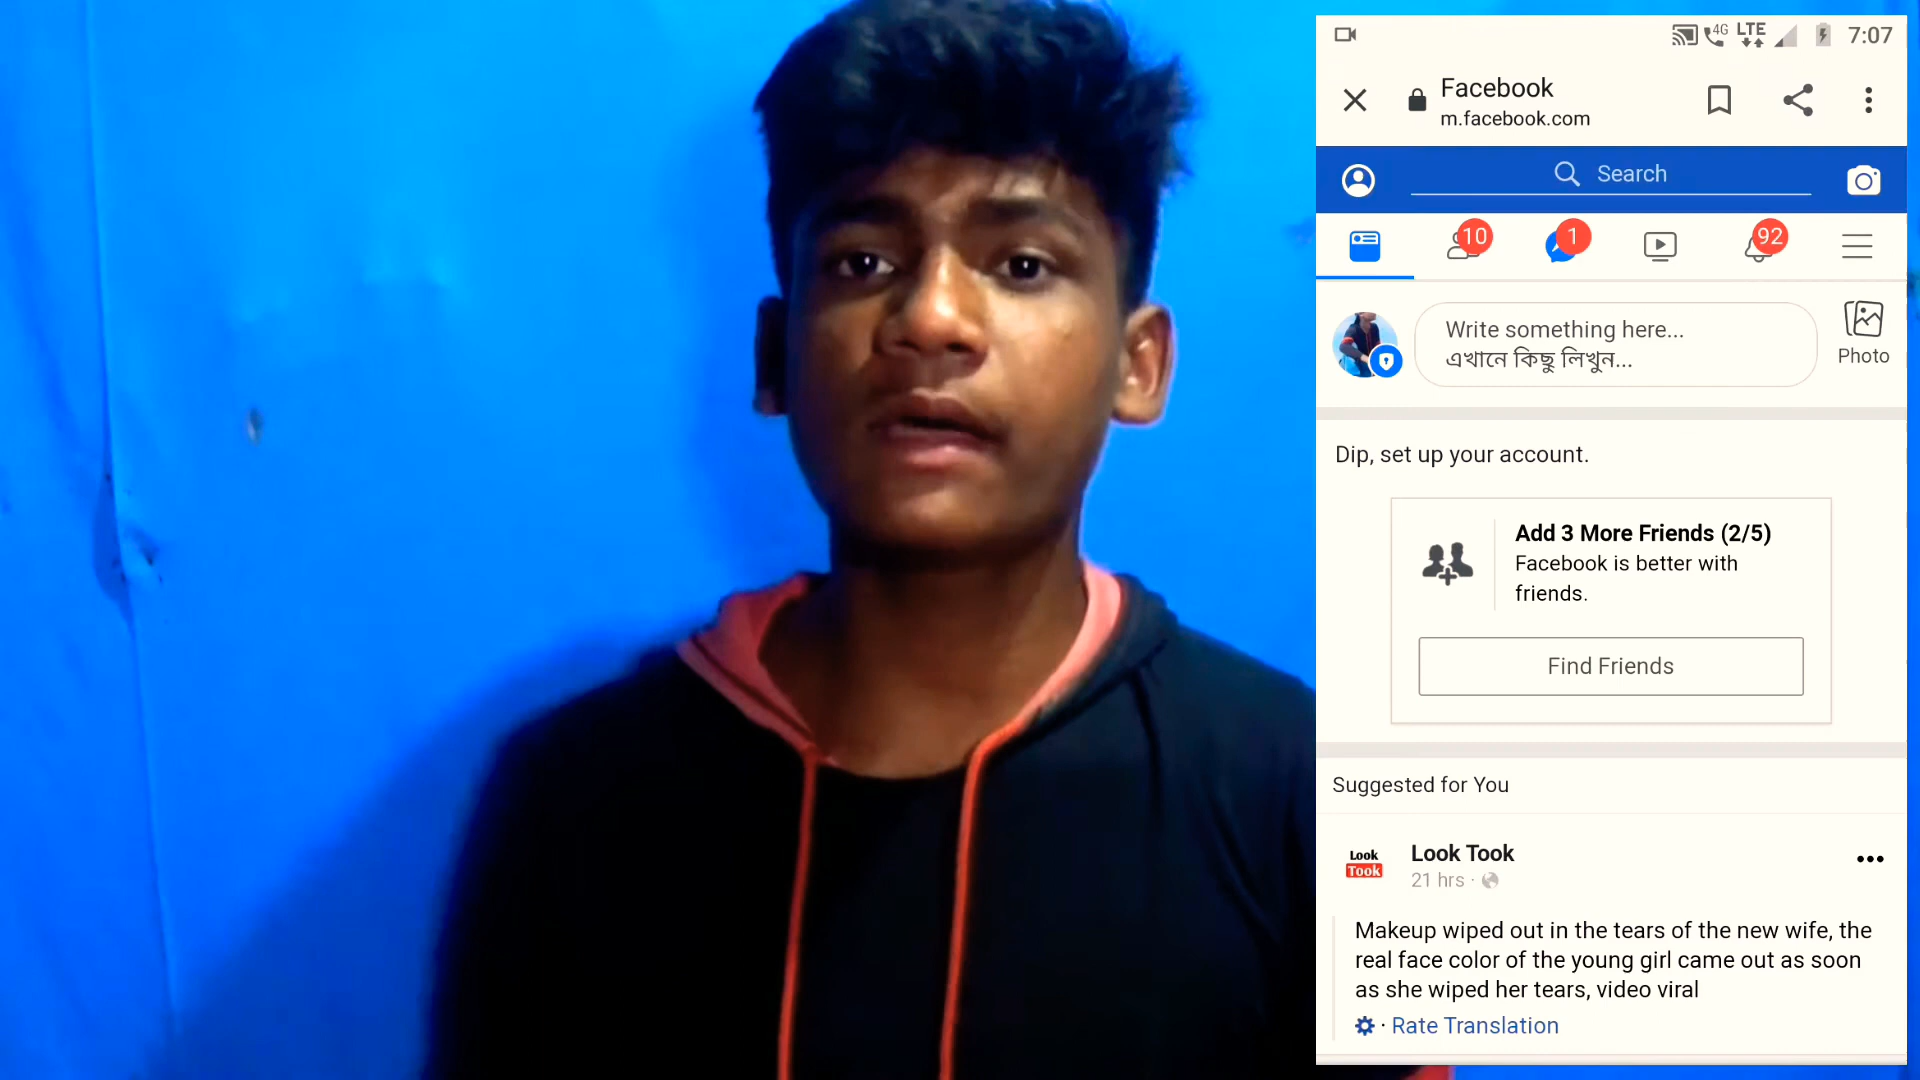 4G LTE 7:07
Facebook
m.facebook.com
Search
10
1
92
Write something here...
এখানে কিছু লিখুন...
Photo
Dip, set up your account.
Add 3 More Friends (2/5)
Facebook is better with
friends.
Find Friends
Suggested for You
Look
Took
Look Took
21 hrs ·
Makeup wiped out in the tears of the new wife, the
real face color of the young girl came out as soon
as she wiped her tears, video viral
· Rate Translation